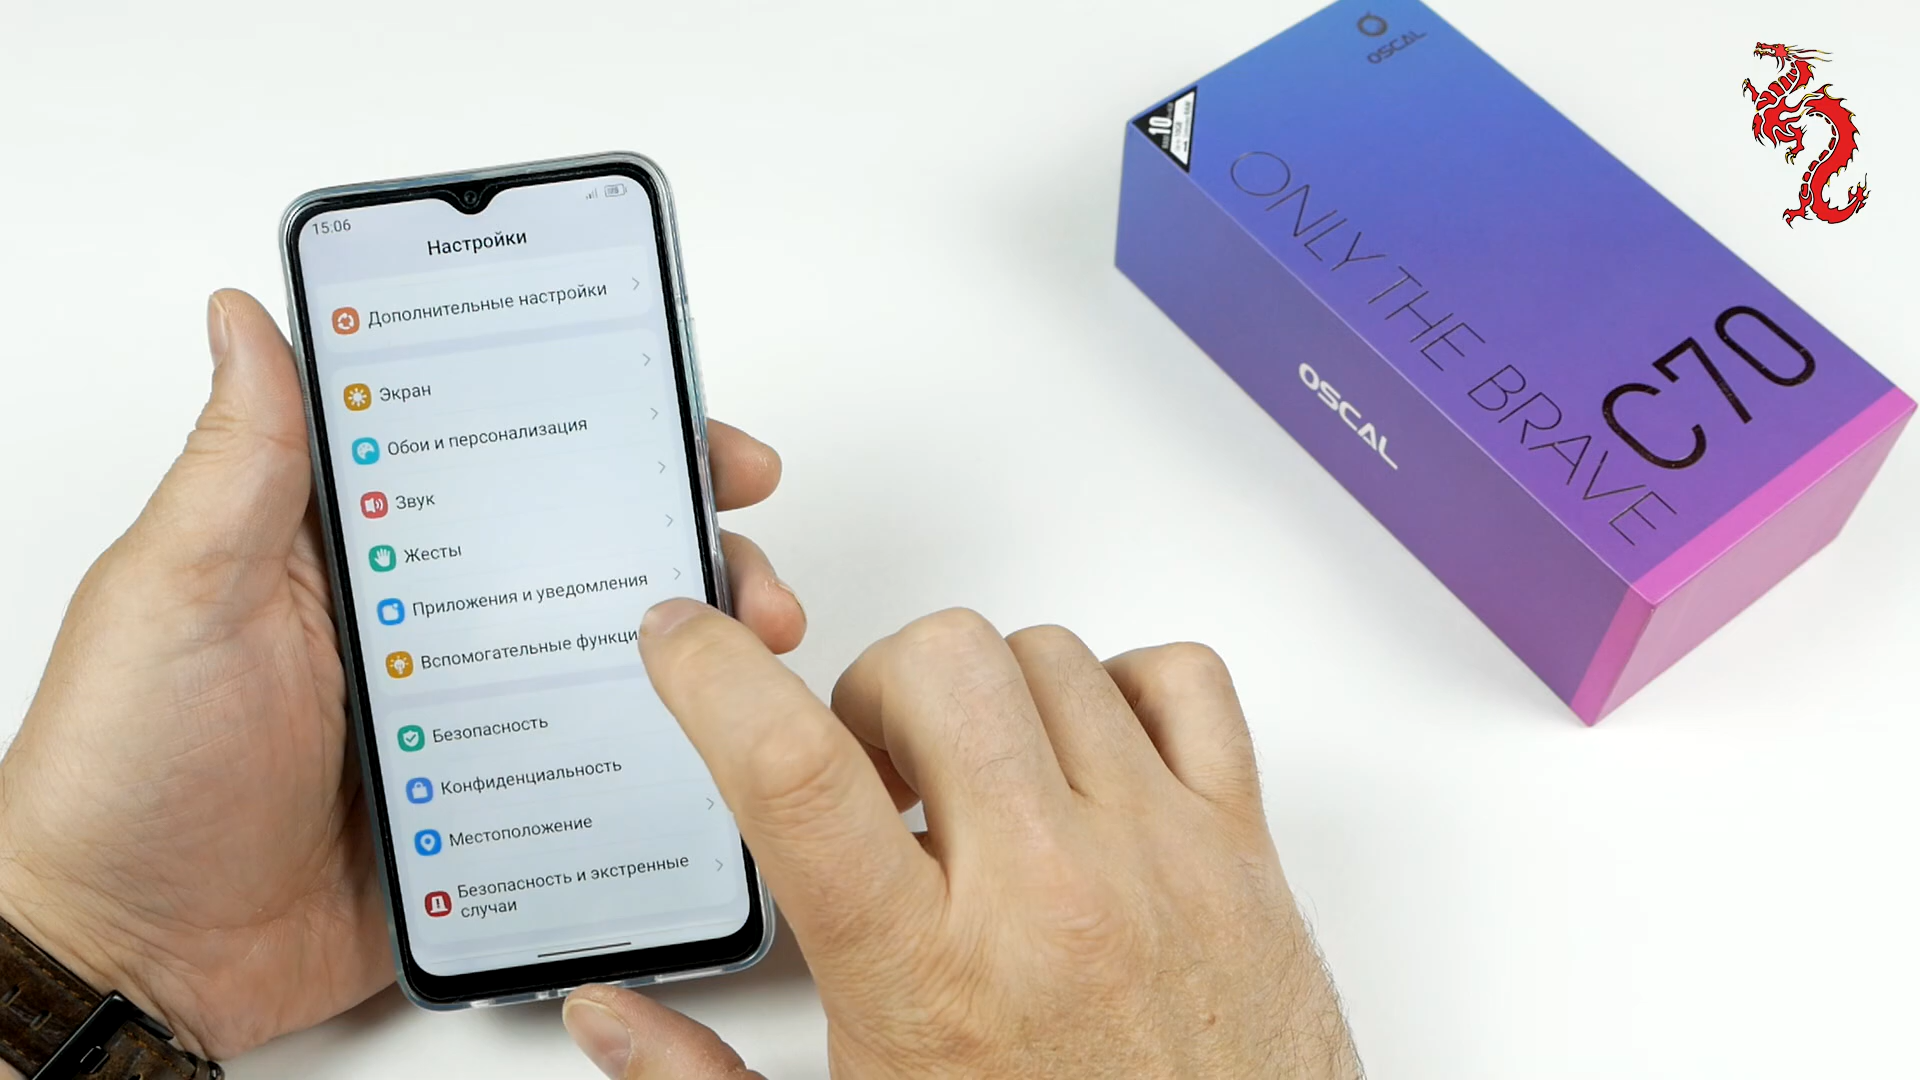 15.06
Настройки
Дополнительные настройки
Экран
Обои и персонализация
Звук
Жесты
Приложения и уведомления
Вспомогательные функци
Безопасность
Конфиденциальность
Местоположение
Безопасность и экстренные
случаи
OSCAL
10
ONLY THE BRAVE
C70
OSCAL